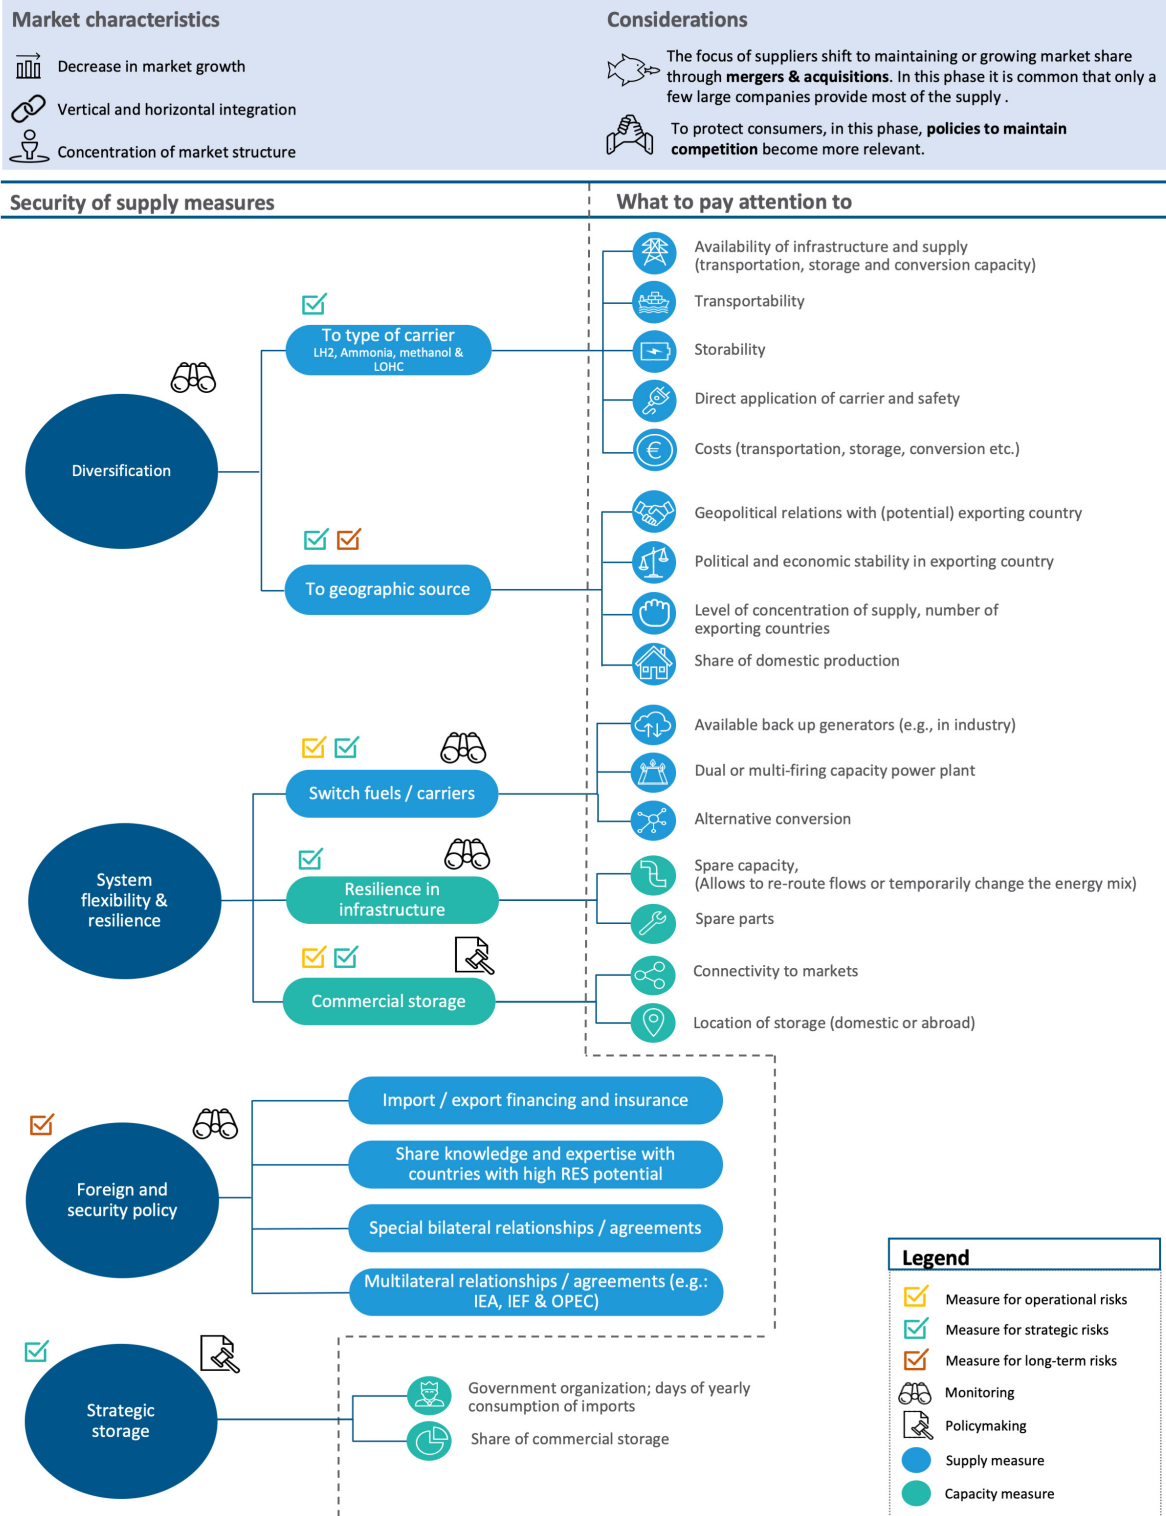 Market characteristics
Decrease in market growth
Vertical and horizontal integration
Concentration of market structure
Considerations
The focus of suppliers shift to maintaining or growing market share
through mergers & acquisitions. In this phase it is common that only a
few large companies provide most of the supply .
To protect consumers, in this phase, policies to maintain
competition become more relevant.
Security of supply measures
What to pay attention to
Diversification
To type of carrier
LH2, Ammonia, methanol &
LOHC
Availability of infrastructure and supply
(transportation, storage and conversion capacity)
Transportability
Storability
Direct application of carrier and safety
Costs (transportation, storage, conversion etc.)
To geographic source
Geopolitical relations with (potential) exporting country
Political and economic stability in exporting country
Level of concentration of supply, number of
exporting countries
Share of domestic production
System
flexibility &
resilience
Switch fuels / carriers
Available back up generators (e.g., in industry)
Dual or multi-firing capacity power plant
Alternative conversion
Resilience in
infrastructure
Spare capacity,
(Allows to re-route flows or temporarily change the energy mix)
Spare parts
Commercial storage
Connectivity to markets
Location of storage (domestic or abroad)
Foreign and
security policy
Import / export financing and insurance
Share knowledge and expertise with
countries with high RES potential
Special bilateral relationships / agreements
Multilateral relationships / agreements (e.g.:
IEA, IEF & OPEC)
Strategic
storage
Government organization; days of yearly
consumption of imports
Share of commercial storage
Legend
Measure for operational risks
Measure for strategic risks
Measure for long-term risks
Monitoring
Policymaking
Supply measure
Capacity measure